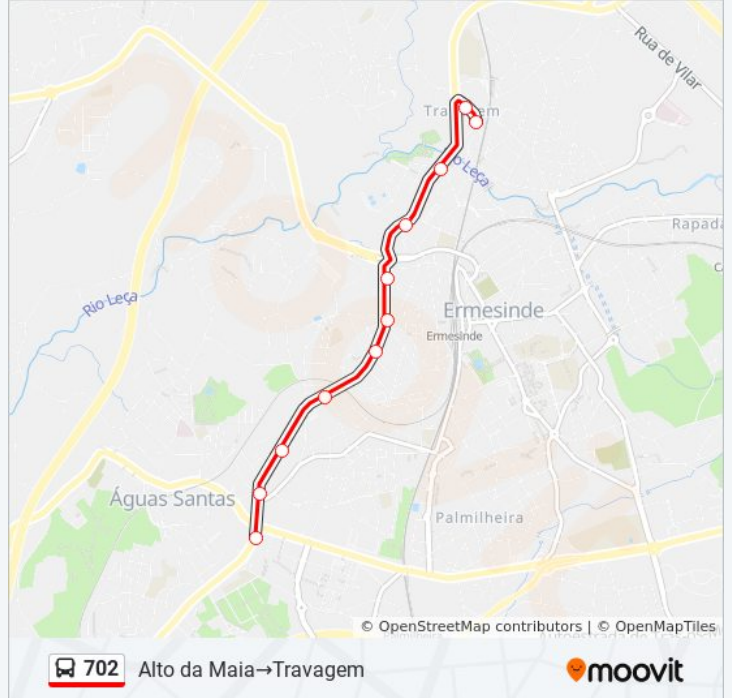 Rua de Vilar
Travagem
Rio Leça
Rapada
Rio Leça
Ermesinde
Ermesinde
Águas Santas
Palmilheira
© OpenStreetMap contributors | © OpenMapTiles
702 Alto da Maia→Travagem
moovit